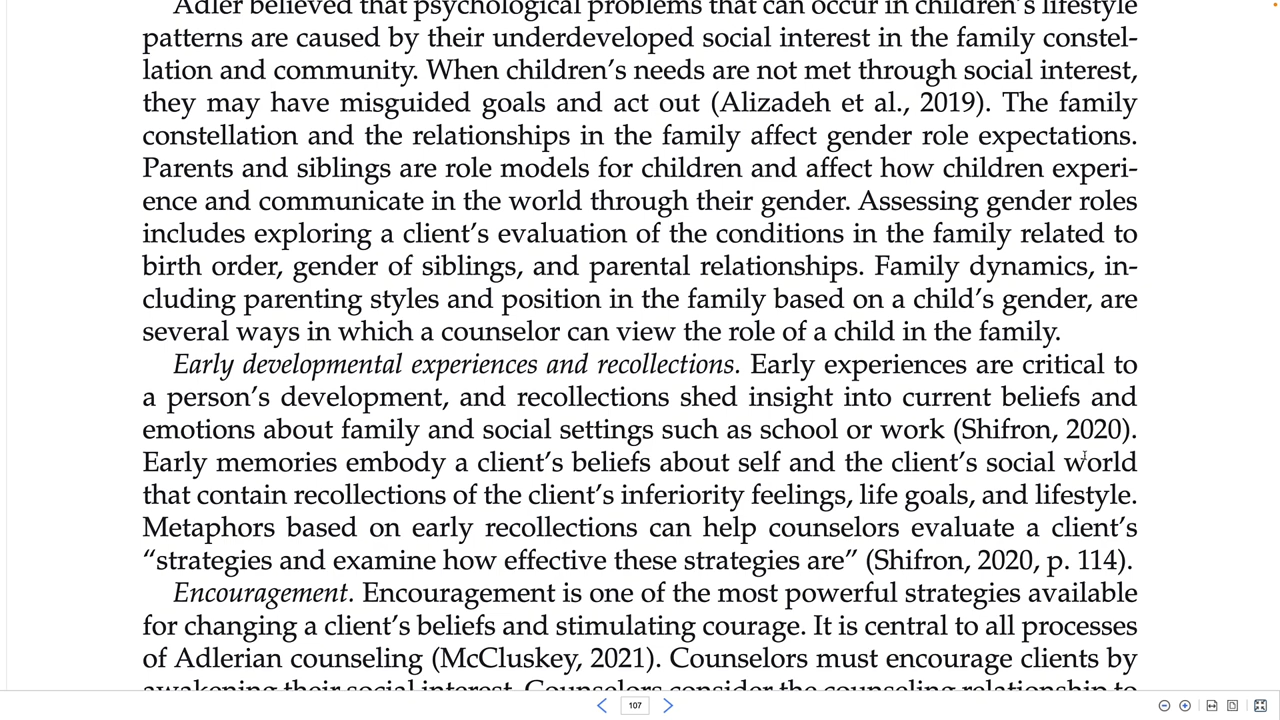 Adler believed that psychological problems that can occur in children's lifestyle
patterns are caused by their underdeveloped social interest in the family constel-
lation and community. When children's needs are not met through social interest,
they may have misguided goals and act out (Alizadeh et al., 2019). The family
constellation and the relationships in the family affect gender role expectations.
Parents and siblings are role models for children and affect how children experi-
ence and communicate in the world through their gender. Assessing gender roles
includes exploring a client's evaluation of the conditions in the family related to
birth order, gender of siblings, and parental relationships. Family dynamics, in-
cluding parenting styles and position in the family based on a child's gender, are
several ways in which a counselor can view the role of a child in the family.
Early developmental experiences and recollections. Early experiences are critical to
a person's development, and recollections shed insight into current beliefs and
emotions about family and social settings such as school or work (Shifron, 2020).
Early memories embody a client's beliefs about self and the client's social world
that contain recollections of the client's inferiority feelings, life goals, and lifestyle.
Metaphors based on early recollections can help counselors evaluate a client's
“strategies and examine how effective these strategies are” (Shifron, 2020, p. 114).
Encouragement. Encouragement is one of the most powerful strategies available
for changing a client's beliefs and stimulating courage. It is central to all processes
of Adlerian counseling (McCluskey, 2021). Counselors must encourage clients by
awakening their social interest. Counselors consider the counseling relationship to
107